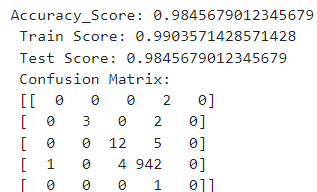 Accuracy_Score: 0.9845679012345679
Train Score: 0.9903571428571428
Test Score: 0.9845679012345679
Confusion Matrix:
[[  0   0   0   2   0]
[  0   3   0   2   0]
[  0   0  12   5   0]
[  1   0   4 942   0]
[  0   0   0   1   0]]